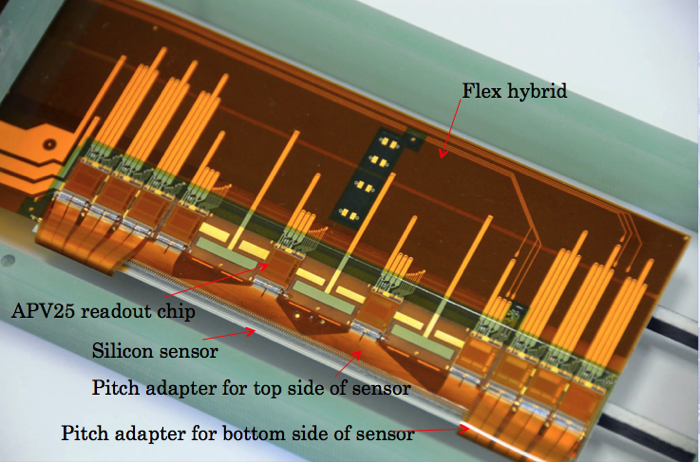 Flex hybrid
APV25 readout chip
Silicon sensor
Pitch adapter for top side of sensor
Pitch adapter for bottom side of sensor